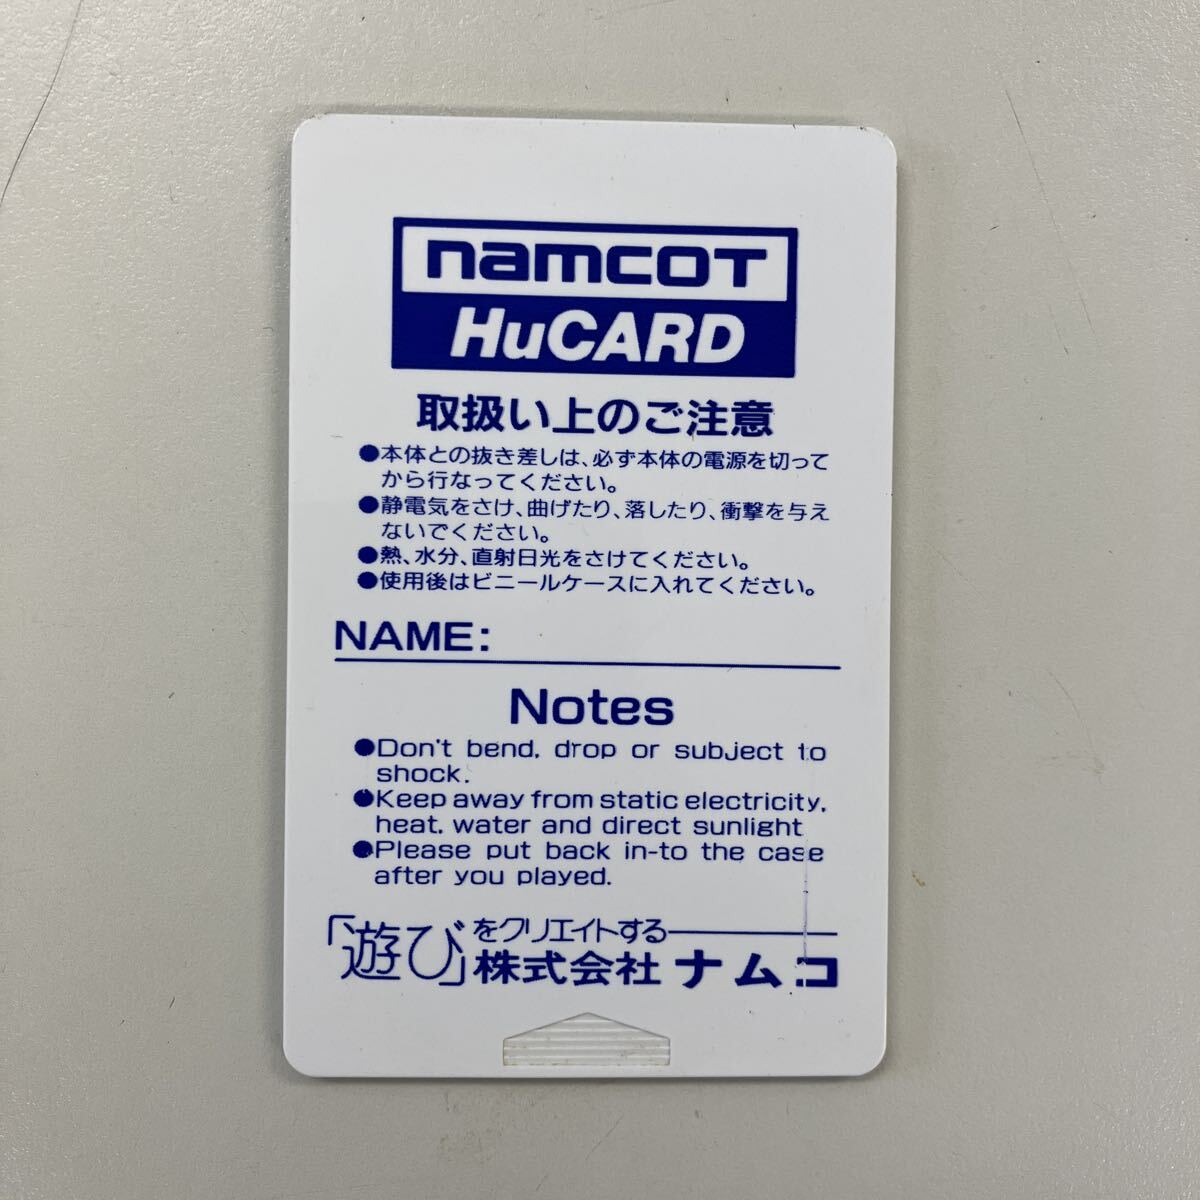 namcoT
HuCARD
取扱い上のご注意
●本体との抜き差しは、必ず本体の電源を切って
から行なってください。
●静電気をさけ、曲げたり、落したり、衝撃を与え
ないでください。
●熱、水分、直射日光をさけてください。
●使用後はビニールケースに入れてください。
NAME:
Notes
●Don't bend, drop or subject to
shock.
●Keep away from static electricity,
heat, water and direct sunlight
●Please put back in-to the case
after you played.
「遊び」をクリエイトする
株式会社ナムコ